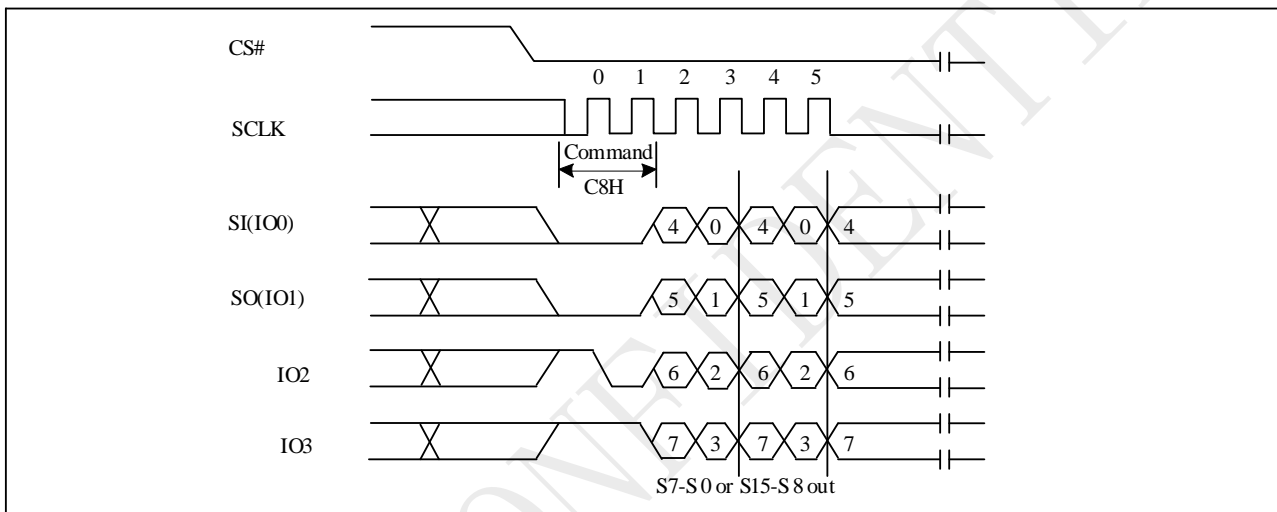 CS#
0 1 2 3 4 5
SCLK
Command
C8H
SI(IO0) 4 0 4 0 4
SO(IO1) 5 1 5 1 5
IO2 6 2 6 2 6
IO3 7 3 7 3 7
S7-S0 or S15-S8 out